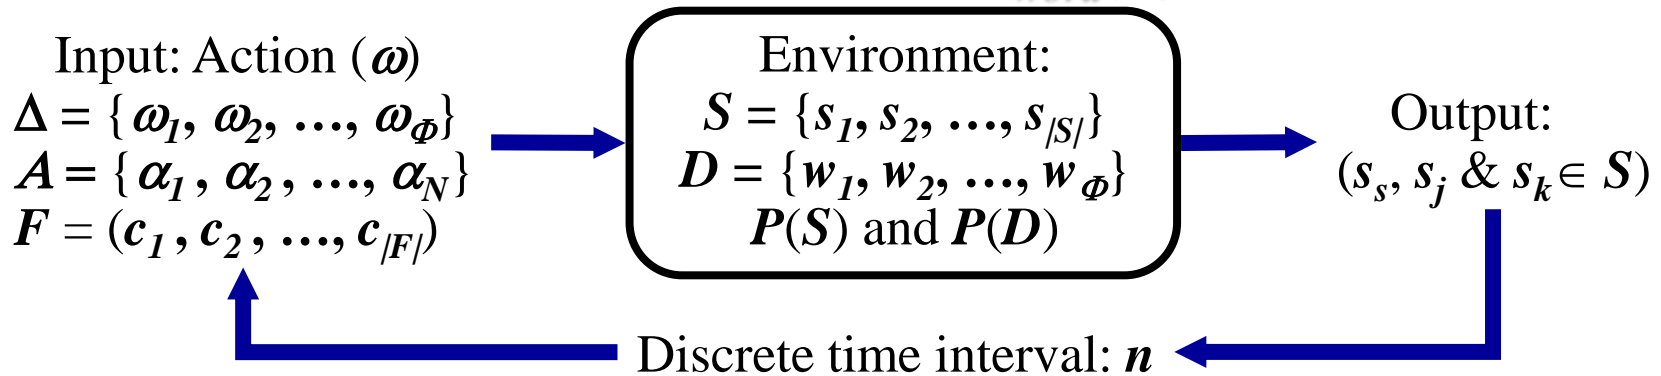 Input: Action (ω)
Δ = {ω1, ω2, …, ωΦ}
A = {α1, α2, …, αN}
F = (c1, c2, …, c|F|)
Environment:
S = {s1, s2, …, s|S|}
D = {w1, w2, …, wΦ}
P(S) and P(D)
Output:
(ss, sj & sk ∈ S)
Discrete time interval: n